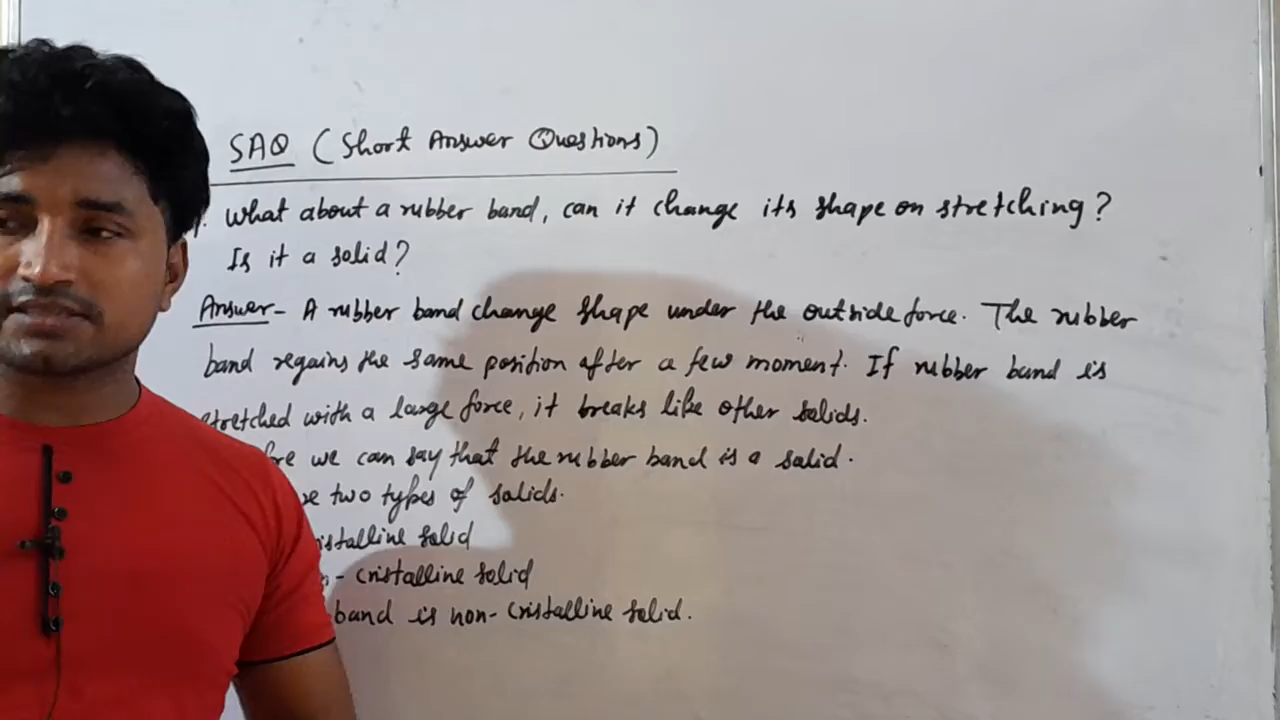 SAQ (Short Answer Questions)
1. What about a rubber band, can it change its shape on stretching?
Is it a solid?
Answer- A rubber band change shape under the outside force. The rubber
band regains the same position after a few moment. If rubber band is
stretched with a large force, it breaks like other solids.
we can say that the rubber band is a solid.
two types of solids.
solid
- cristalline solid
band is non-cristalline solid.